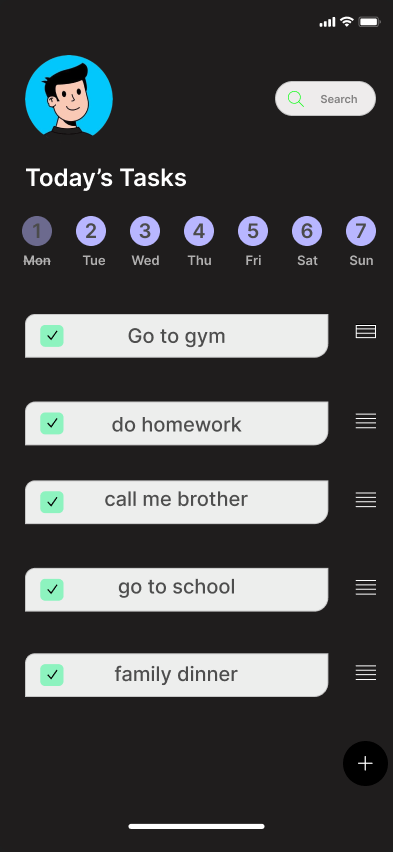 Search
Today’s Tasks
1 2 3 4 5 6 7
Mon Tue Wed Thu Fri Sat Sun
Go to gym
do homework
call me brother
go to school
family dinner